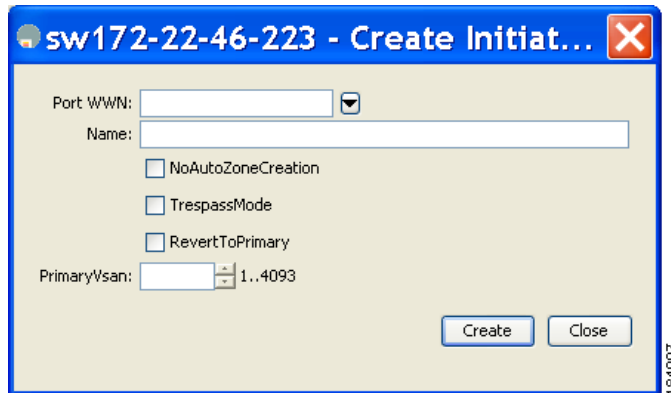 sw172-22-46-223 - Create Initiat...
Port WWN:
Name:
NoAutoZoneCreation
TrespassMode
RevertToPrimary
PrimaryVsan: 1..4093
Create Close